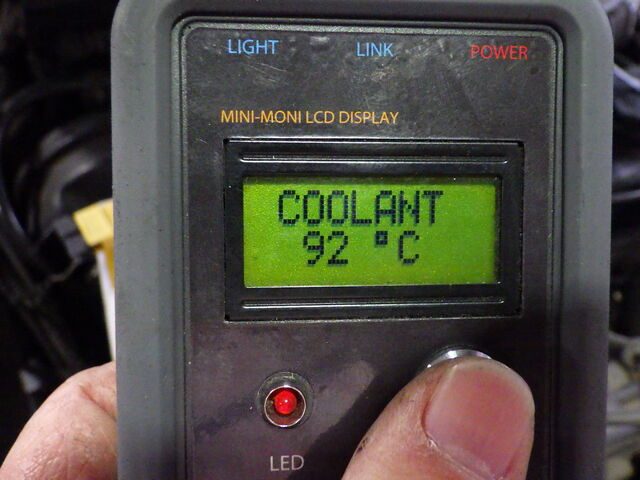 LIGHT LINK POWER
MINI-MONI LCD DISPLAY
COOLANT
92 °C
LED